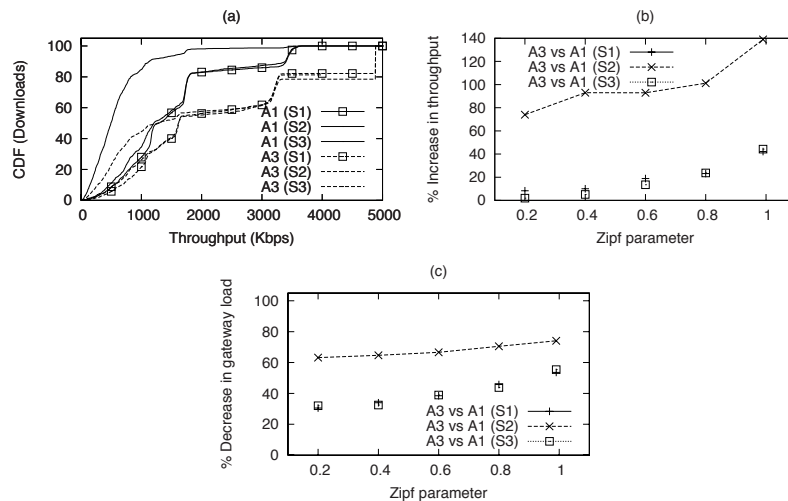 (a)
CDF (Downloads)
100
80
60
40
20
0
A1 (S1)
A1 (S2)
A1 (S3)
A3 (S1)
A3 (S2)
A3 (S3)
0 1000 2000 3000 4000 5000
Throughput (Kbps)
(b)
% Increase in throughput
140
120
100
80
60
40
20
0
A3 vs A1 (S1)
A3 vs A1 (S2)
A3 vs A1 (S3)
0.2 0.4 0.6 0.8 1
Zipf parameter
(c)
% Decrease in gateway load
100
80
60
40
20
0
A3 vs A1 (S1)
A3 vs A1 (S2)
A3 vs A1 (S3)
0.2 0.4 0.6 0.8 1
Zipf parameter